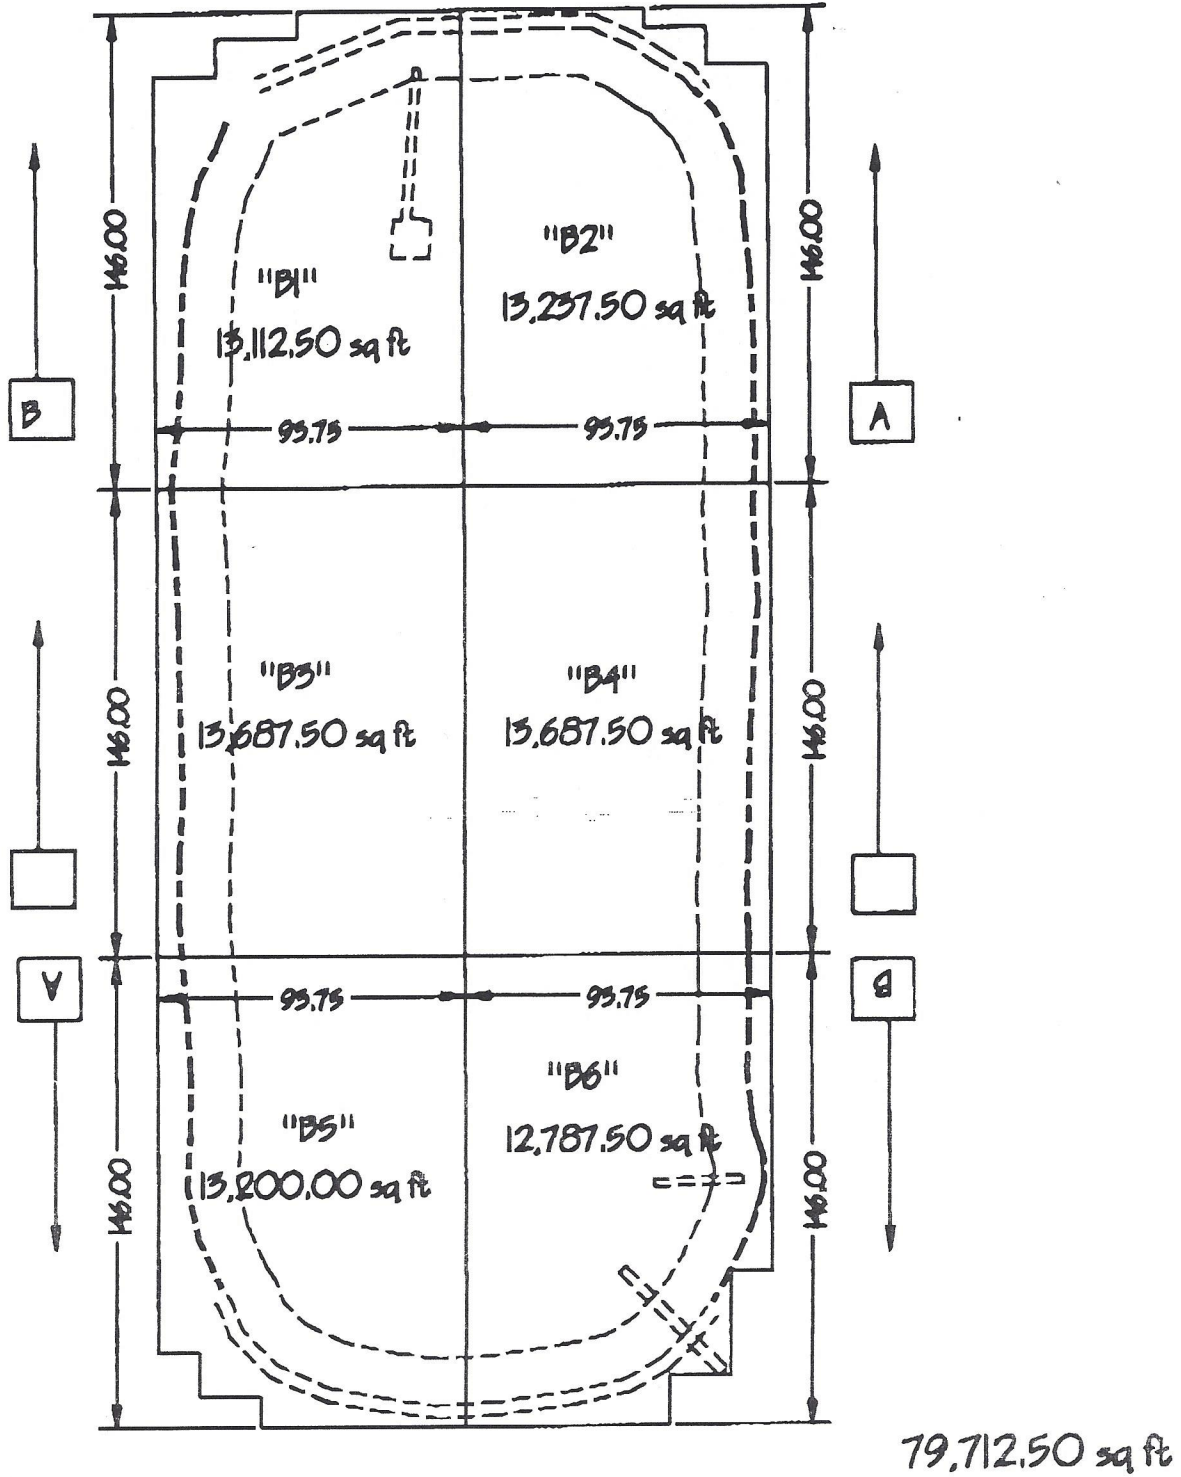 146.00
146.00
"B2"
"B1"
13,237.50 sq ft
13,112.50 sq ft
B
A
93.75
93.75
146.00
146.00
"B3"
"B4"
13,687.50 sq ft
13,687.50 sq ft
A
B
93.75
93.75
"B6"
"B5"
12,787.50 sq ft
146.00
146.00
13,200.00 sq ft
79,712.50 sq ft